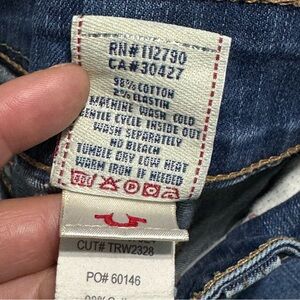 RN#112790
CA#30427
98% COTTON
2% ELASTIN
MACHINE WASH COLD
GENTLE CYCLE INSIDE OUT
WASH SEPARATELY
NO BLEACH
TUMBLE DRY LOW HEAT
WARM IRON IF NEEDED
CUT# TRW2328
PO# 60146